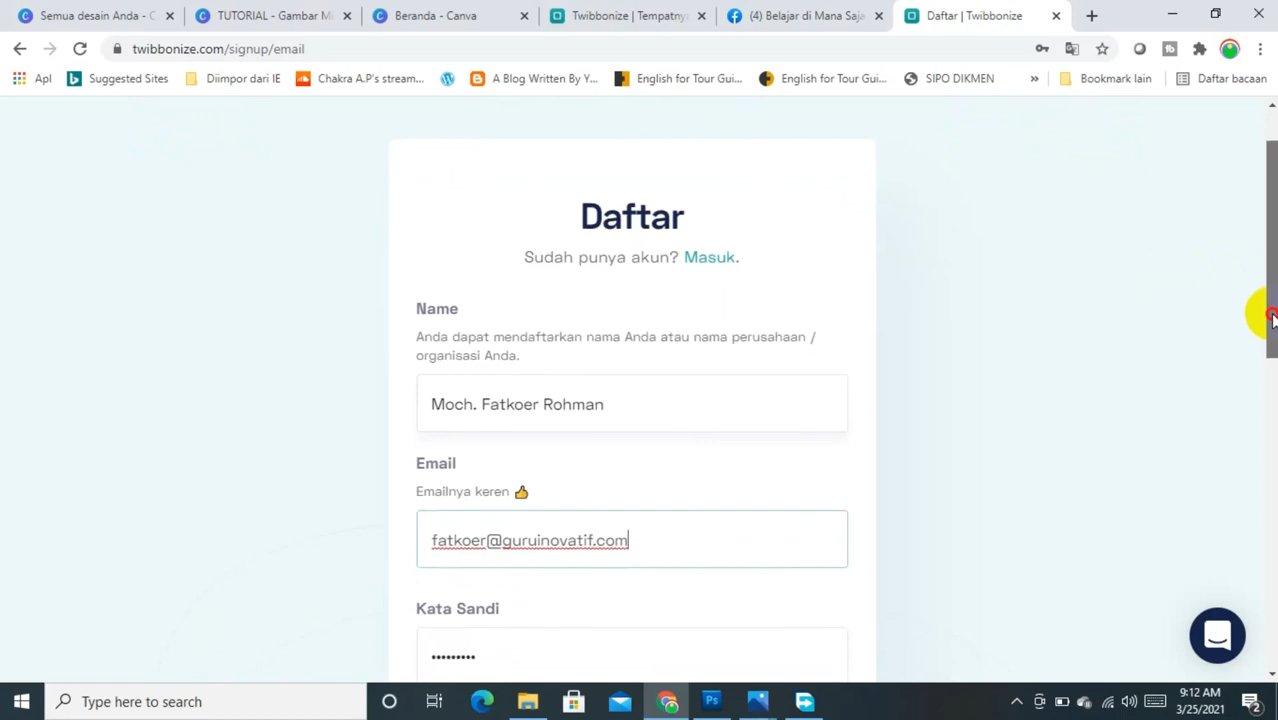 Semua desain Anda - C
TUTORIAL - Gambar Mi
Beranda - Canva
Twibbonize | Tempatny
(4) Belajar di Mana Saja
Daftar | Twibbonize
twibbonize.com/signup/email
Apl
Suggested Sites
Diimpor dari IE
Chakra A.P's stream...
A Blog Written By Y...
English for Tour Gui...
English for Tour Gui...
SIPO DIKMEN
»
Bookmark lain
Daftar bacaan
Daftar
Sudah punya akun? Masuk.
Name
Anda dapat mendaftarkan nama Anda atau nama perusahaan /
organisasi Anda.
Moch. Fatkoer Rohman
Email
Emailnya keren 👍
fatkoer@guruinovatif.com
Kata Sandi
•••••••••
Type here to search
Ps
9:12 AM
3/25/2021
2